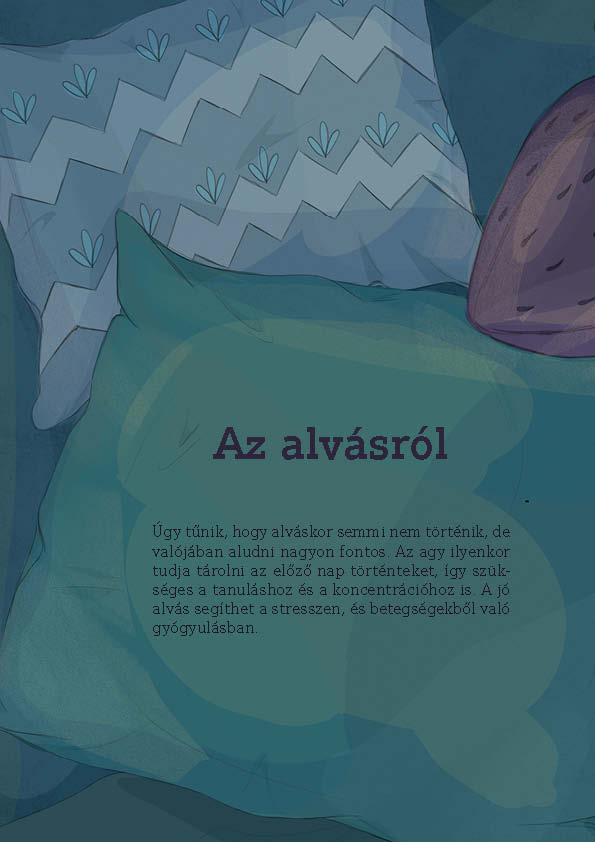 Az alvásról
Úgy tűnik, hogy alváskor semmi nem történik, de
valójában aludni nagyon fontos. Az agy ilyenkor
tudja tárolni az előző nap történteket, így szük-
séges a tanuláshoz és a koncentrációhoz is. A jó
alvás segíthet a stresszen, és betegségekből való
gyógyulásban.